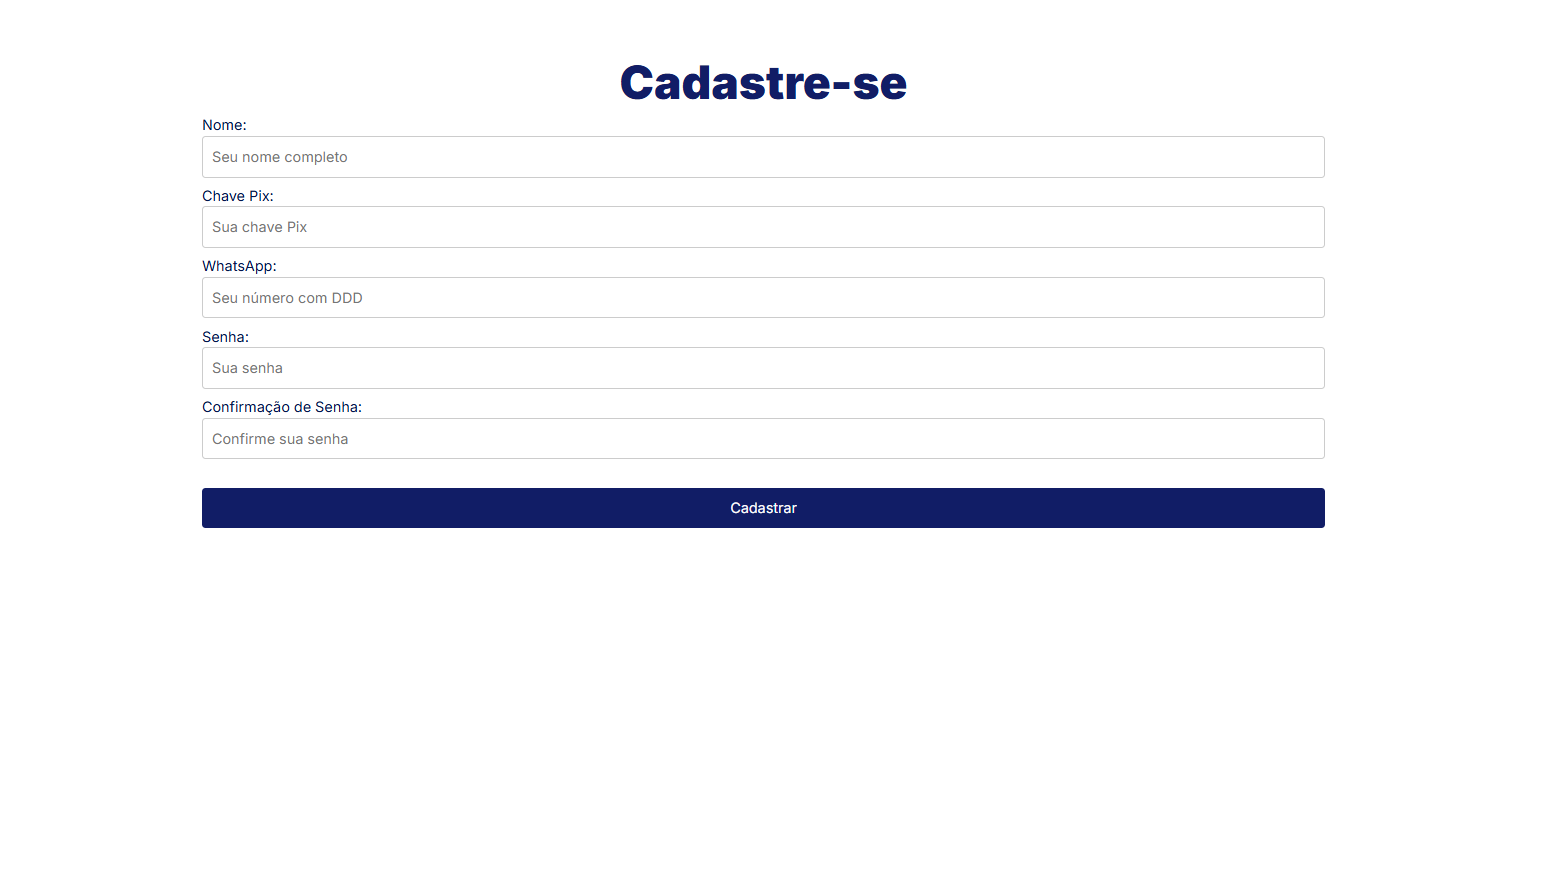 Cadastre-se
Nome:
Seu nome completo
Chave Pix:
Sua chave Pix
WhatsApp:
Seu número com DDD
Senha:
Sua senha
Confirmação de Senha:
Confirme sua senha
Cadastrar